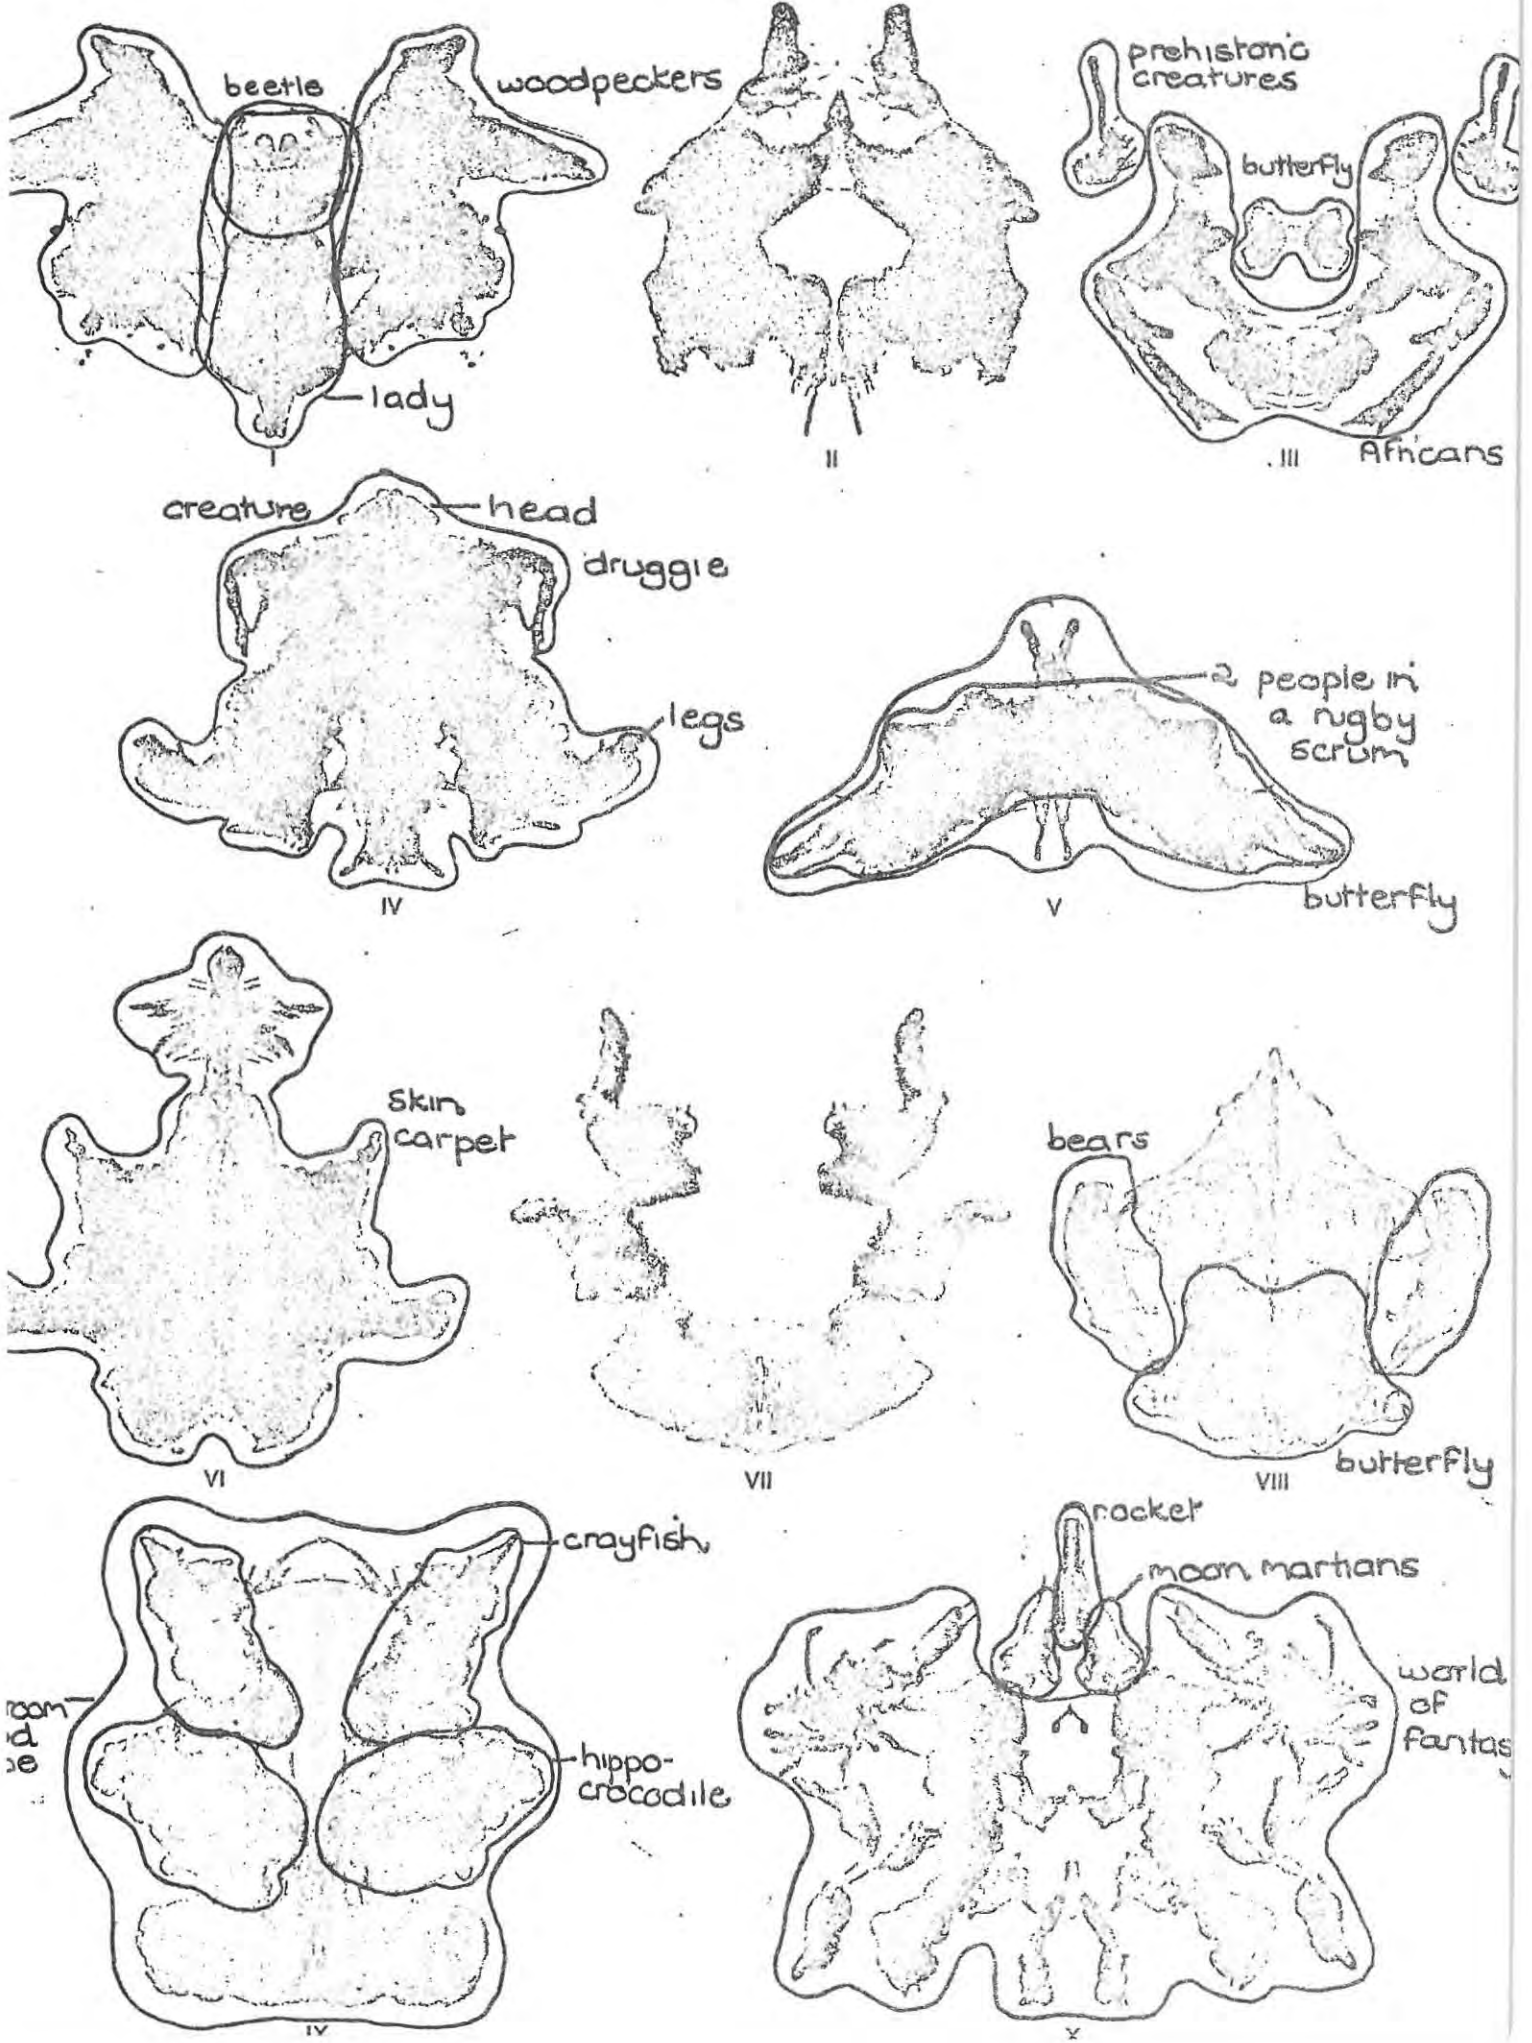 beetle
woodpeckers
lady
I
II
prehistoric
creatures
butterfly
Africans
III
creature
head
druggie
legs
IV
2 people in
a rugby
scrum
butterfly
V
skin
carpet
VI
VII
bears
butterfly
VIII
crayfish
hippo-
crocodile
rocket
moon martians
world
of
X